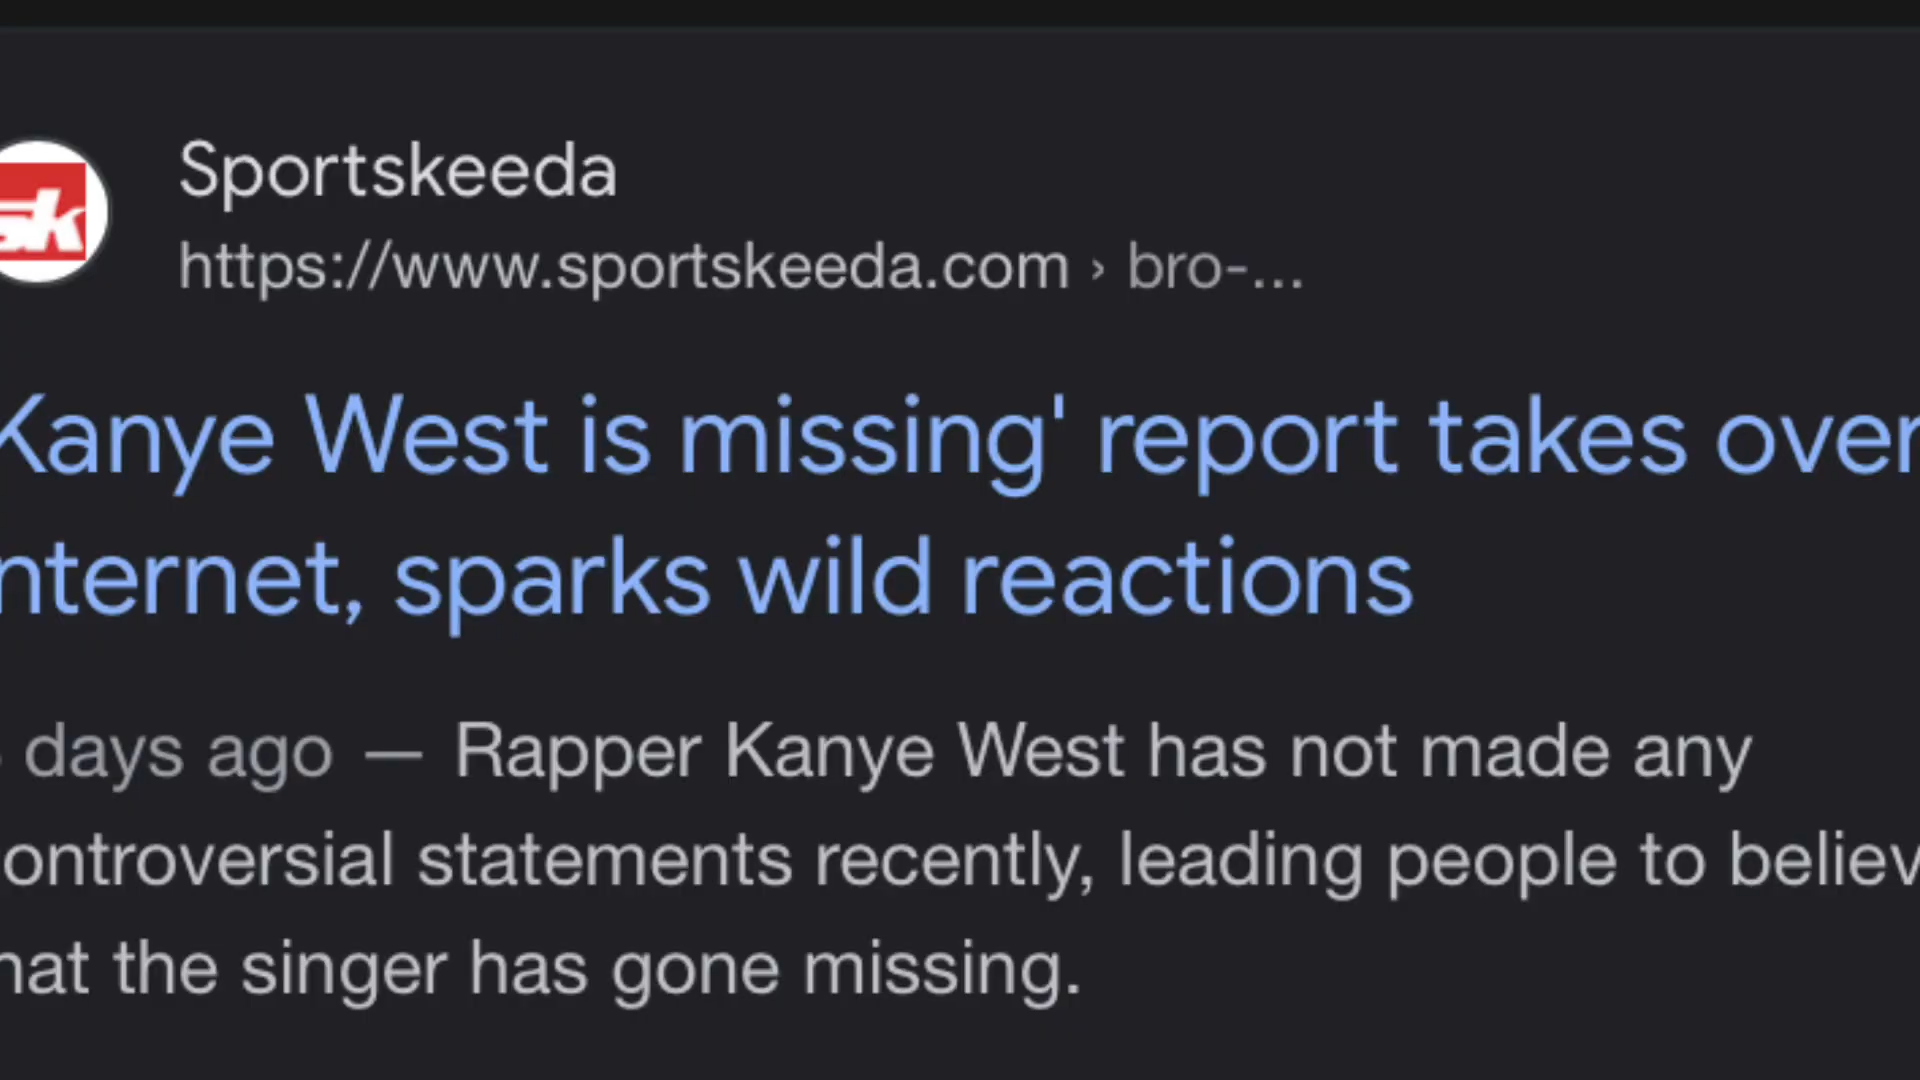 Sportskeeda
sk
https://www.sportskeeda.com › bro-...
Kanye West is missing' report takes over
nternet, sparks wild reactions
days ago — Rapper Kanye West has not made any
ontroversial statements recently, leading people to believ
hat the singer has gone missing.